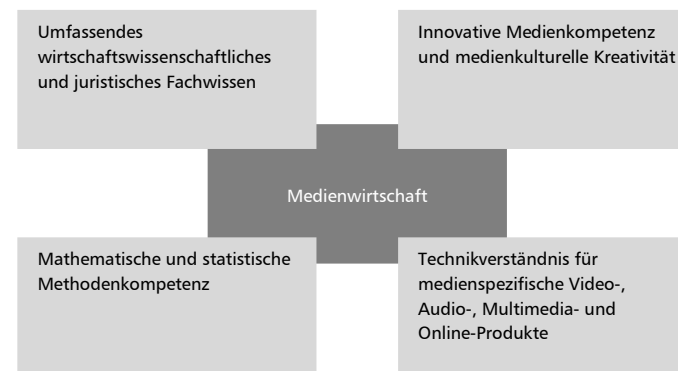 Umfassendes
wirtschaftswissenschaftliches
und juristisches Fachwissen
Innovative Medienkompetenz
und medienkulturelle Kreativität
Medienwirtschaft
Mathematische und statistische
Methodenkompetenz
Technikverständnis für
medienspezifische Video-,
Audio-, Multimedia- und
Online-Produkte